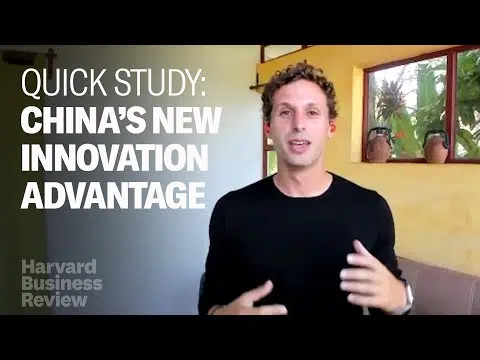 QUICK STUDY:
CHINA'S NEW
INNOVATION
ADVANTAGE
Harvard
Business
Review